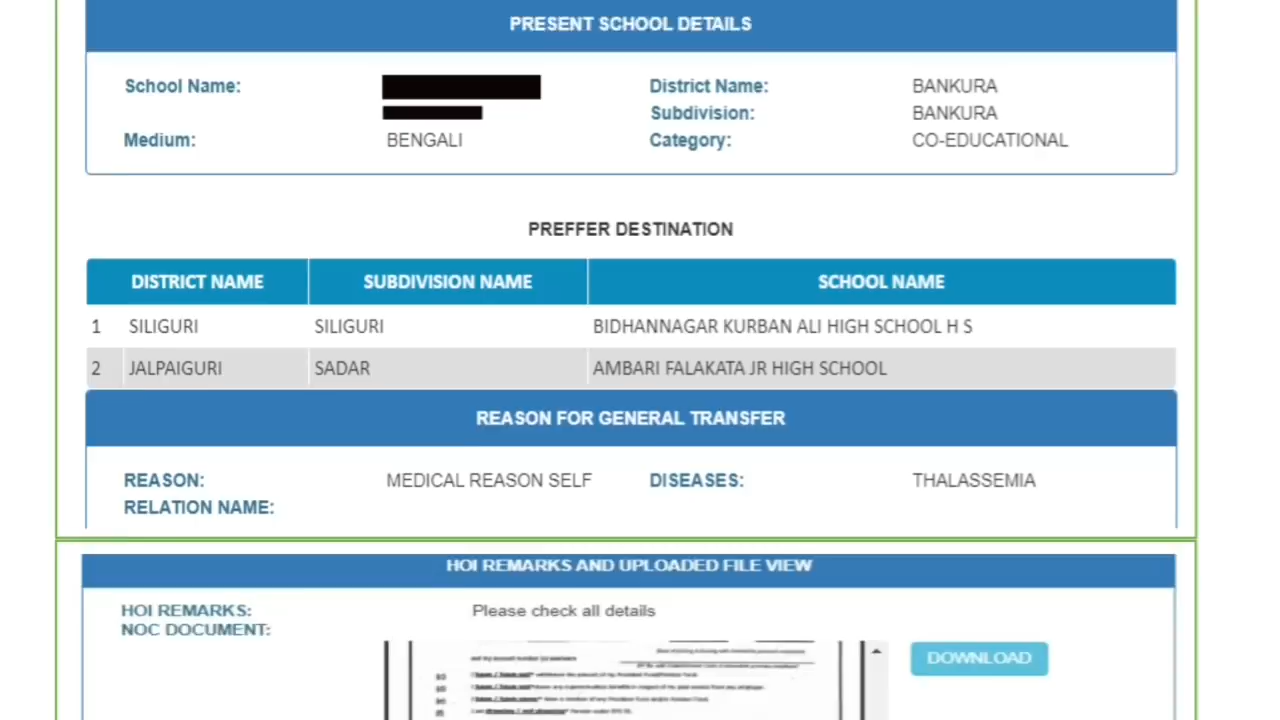 PRESENT SCHOOL DETAILS
School Name: District Name: BANKURA
Subdivision: BANKURA
Medium: BENGALI Category: CO-EDUCATIONAL
PREFFER DESTINATION
DISTRICT NAME SUBDIVISION NAME SCHOOL NAME
1 SILIGURI SILIGURI BIDHANNAGAR KURBAN ALI HIGH SCHOOL H S
2 JALPAIGURI SADAR AMBARI FALAKATA JR HIGH SCHOOL
REASON FOR GENERAL TRANSFER
REASON: MEDICAL REASON SELF DISEASES: THALASSEMIA
RELATION NAME:
HOI REMARKS AND UPLOADED FILE VIEW
HOI REMARKS: Please check all details
NOC DOCUMENT:
DOWNLOAD